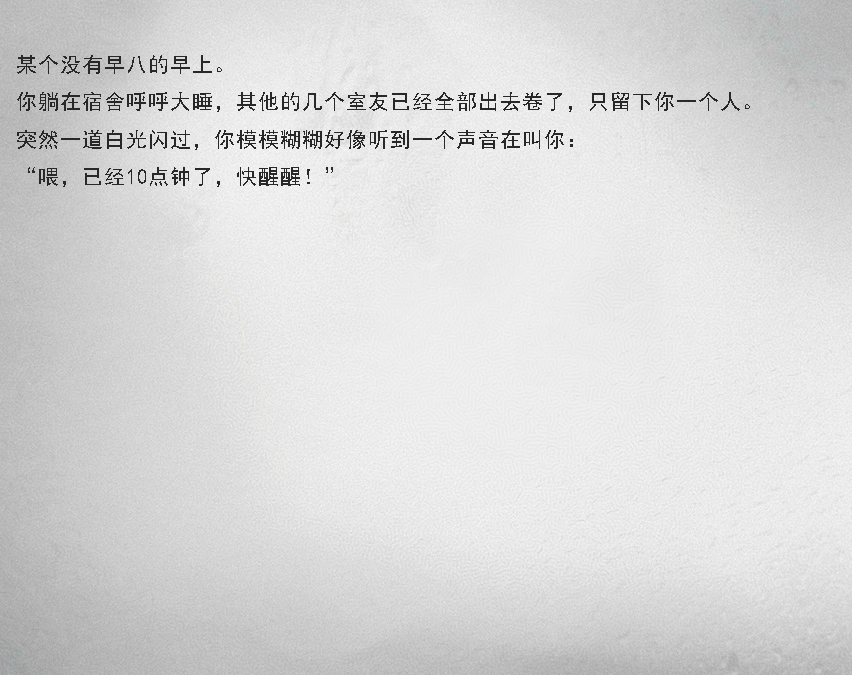 某个没有早八的早上。
你躺在宿舍呼呼大睡，其他的几个室友已经全部出去卷了，只留下你一个人。
突然一道白光闪过，你模模糊糊好像听到一个声音在叫你：
“喂，已经10点钟了，快醒醒！”